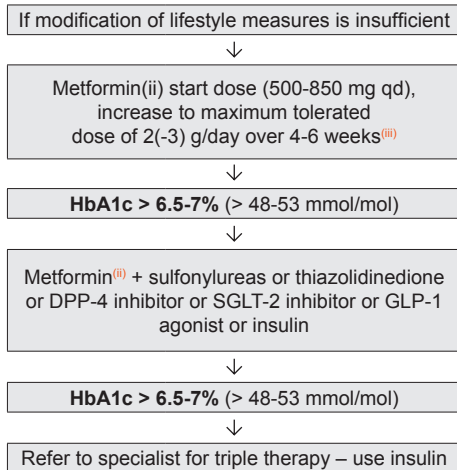 If modification of lifestyle measures is insufficient
Metformin(ii) start dose (500-850 mg qd),
increase to maximum tolerated
dose of 2(-3) g/day over 4-6 weeks(iii)
HbA1c > 6.5-7% (> 48-53 mmol/mol)
Metformin(ii) + sulfonylureas or thiazolidinedione
or DPP-4 inhibitor or SGLT-2 inhibitor or GLP-1
agonist or insulin
HbA1c > 6.5-7% (> 48-53 mmol/mol)
Refer to specialist for triple therapy – use insulin